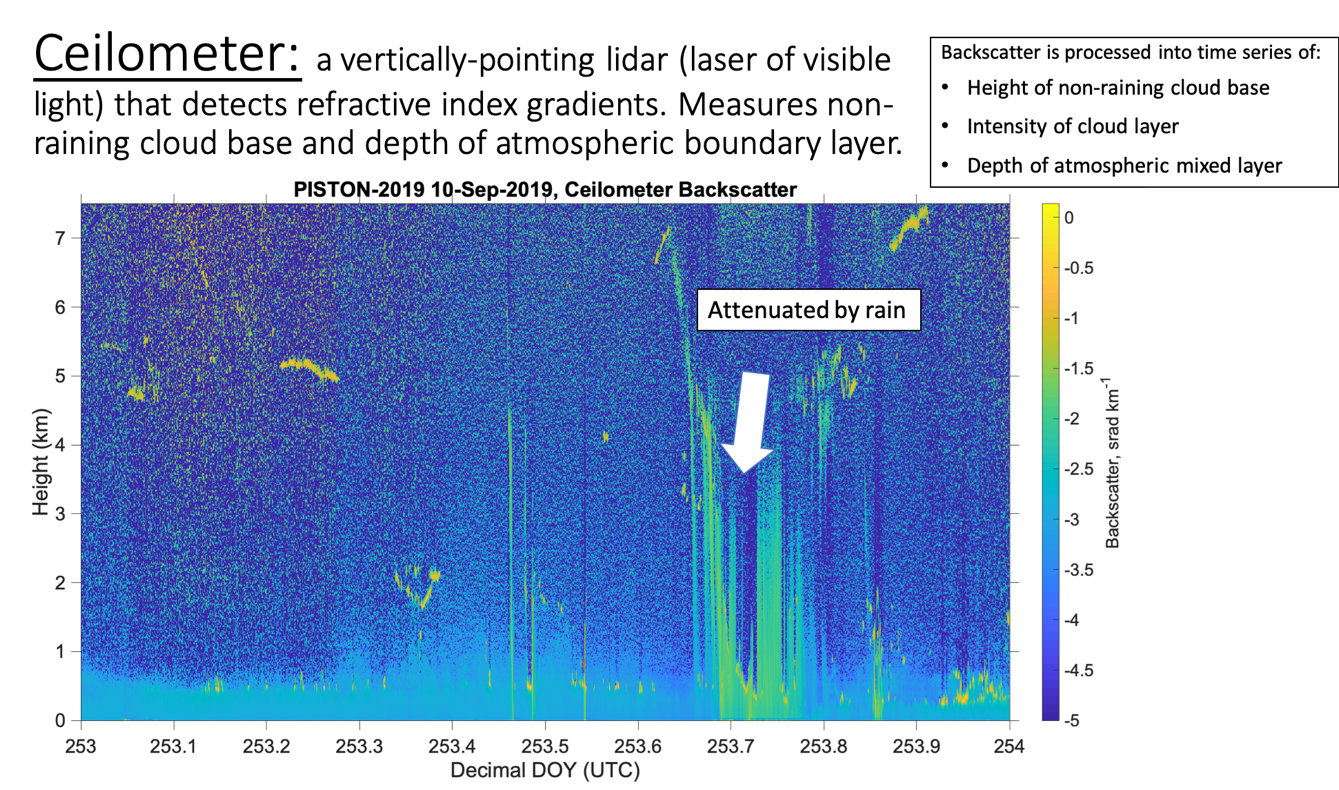 Ceilometer: a vertically-pointing lidar (laser of visible
light) that detects refractive index gradients. Measures non-
raining cloud base and depth of atmospheric boundary layer.
Backscatter is processed into time series of:
• Height of non-raining cloud base
• Intensity of cloud layer
• Depth of atmospheric mixed layer
PISTON-2019 10-Sep-2019, Ceilometer Backscatter
Height (km)
7
6
5
4
3
2
1
0
Attenuated by rain
253 253.1 253.2 253.3 253.4 253.5 253.6 253.7 253.8 253.9 254
Decimal DOY (UTC)
0
-0.5
-1
-1.5
-2
-2.5
-3
-3.5
-4
-4.5
-5
Backscatter, srad km⁻¹